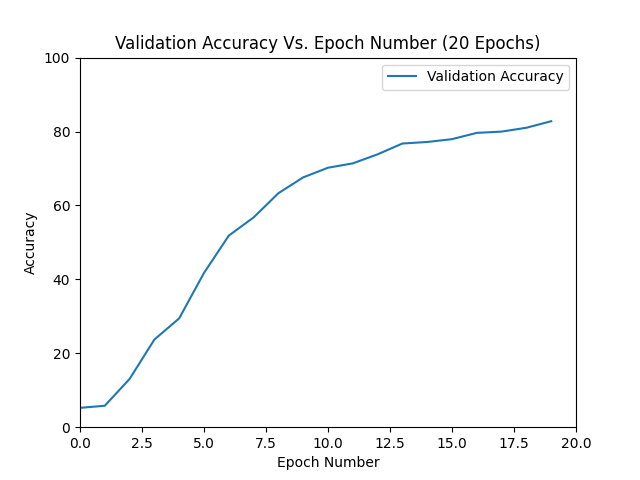 Validation Accuracy Vs. Epoch Number (20 Epochs)
Validation Accuracy
100
80
60
40
20
0
Accuracy
0.0 2.5 5.0 7.5 10.0 12.5 15.0 17.5 20.0
Epoch Number